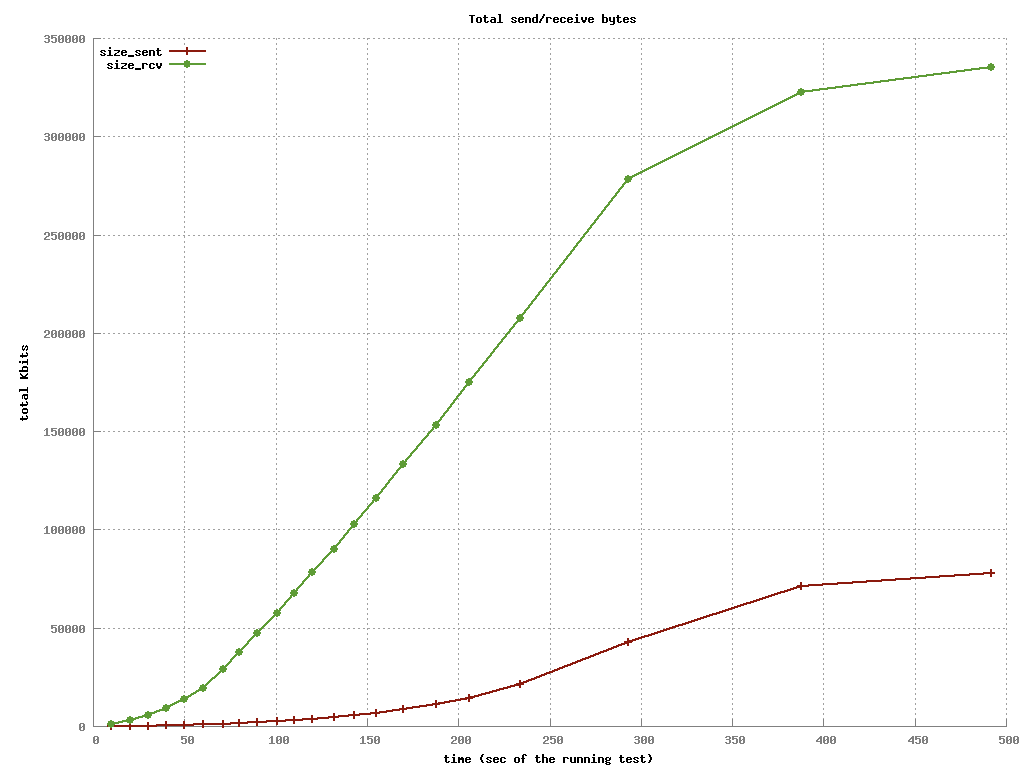 Total send/receive bytes
350000
size_sent
size_rcv
300000
250000
200000
total Kbits
150000
100000
50000
0
0 50 100 150 200 250 300 350 400 450 500
time (sec of the running test)